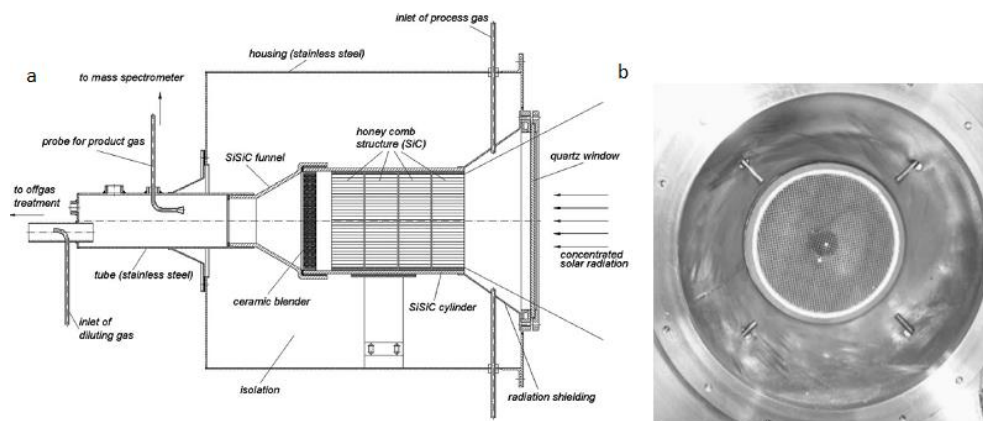 a
b
inlet of process gas
housing (stainless steel)
to mass spectrometer
honey comb
structure (SiC)
probe for product gas
SiSiC funnel
quartz window
to offgas
treatment
concentrated
solar radiation
tube (stainless steel)
ceramic blender
SiSiC cylinder
inlet of
diluting gas
isolation
radiation shielding